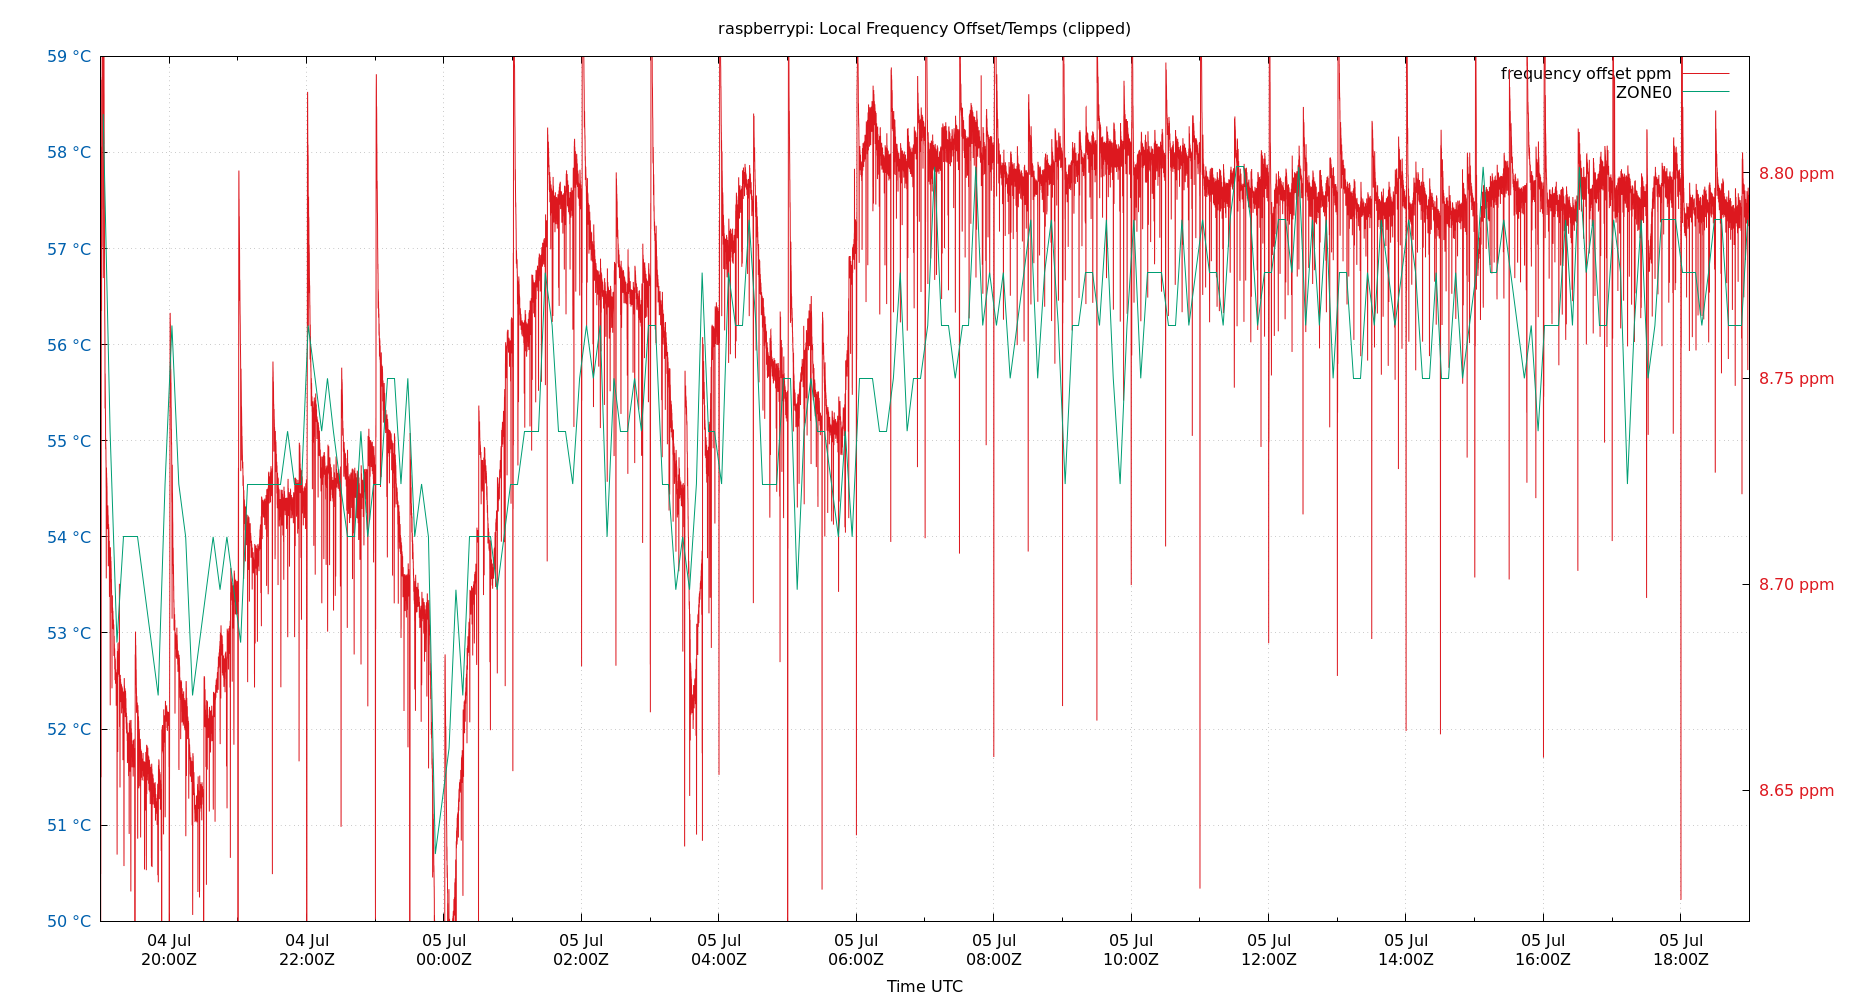 raspberrypi: Local Frequency Offset/Temps (clipped)
59 °C
58 °C
57 °C
56 °C
55 °C
54 °C
53 °C
52 °C
51 °C
50 °C
frequency offset ppm
ZONE0
8.80 ppm
8.75 ppm
8.70 ppm
8.65 ppm
04 Jul
20:00Z
04 Jul
22:00Z
05 Jul
00:00Z
05 Jul
02:00Z
05 Jul
04:00Z
05 Jul
06:00Z
05 Jul
08:00Z
05 Jul
10:00Z
05 Jul
12:00Z
05 Jul
14:00Z
05 Jul
16:00Z
05 Jul
18:00Z
Time UTC